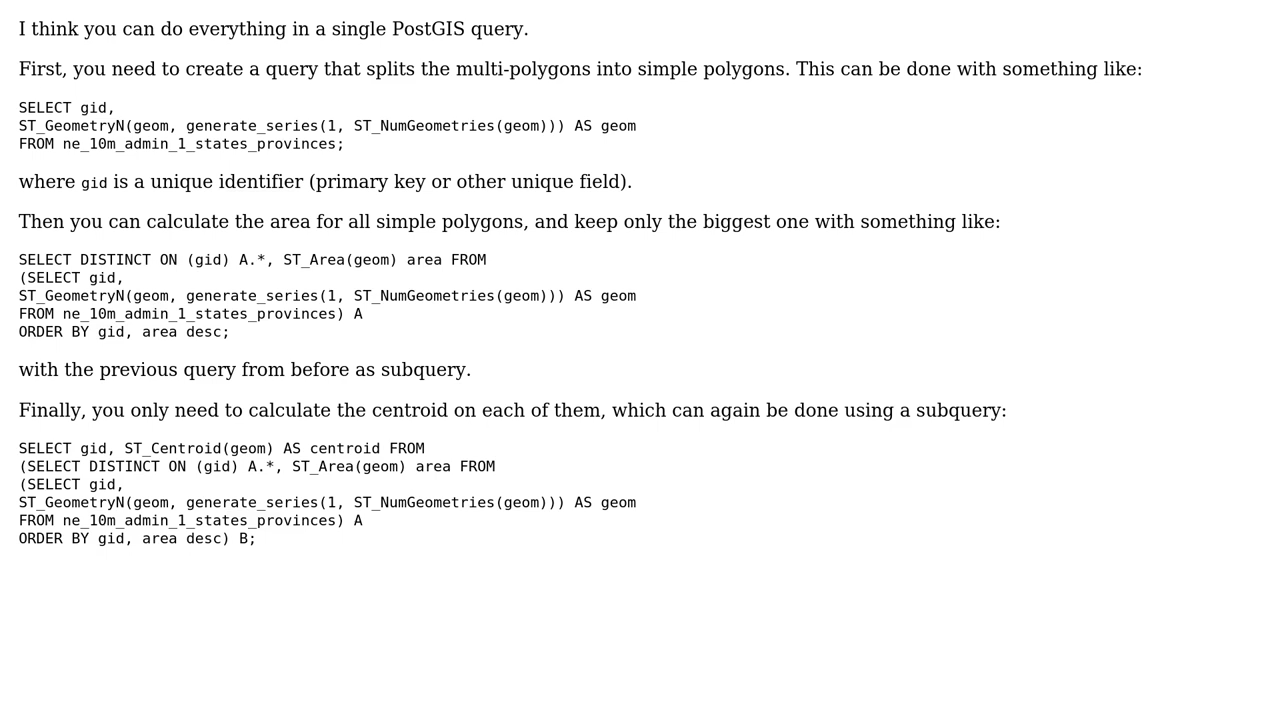 I think you can do everything in a single PostGIS query.
First, you need to create a query that splits the multi-polygons into simple polygons. This can be done with something like:
SELECT gid,
ST_GeometryN(geom, generate_series(1, ST_NumGeometries(geom))) AS geom
FROM ne_10m_admin_1_states_provinces;
where gid is a unique identifier (primary key or other unique field).
Then you can calculate the area for all simple polygons, and keep only the biggest one with something like:
SELECT DISTINCT ON (gid) A.*, ST_Area(geom) area FROM
(SELECT gid,
ST_GeometryN(geom, generate_series(1, ST_NumGeometries(geom))) AS geom
FROM ne_10m_admin_1_states_provinces) A
ORDER BY gid, area desc;
with the previous query from before as subquery.
Finally, you only need to calculate the centroid on each of them, which can again be done using a subquery:
SELECT gid, ST_Centroid(geom) AS centroid FROM
(SELECT DISTINCT ON (gid) A.*, ST_Area(geom) area FROM
(SELECT gid,
ST_GeometryN(geom, generate_series(1, ST_NumGeometries(geom))) AS geom
FROM ne_10m_admin_1_states_provinces) A
ORDER BY gid, area desc) B;